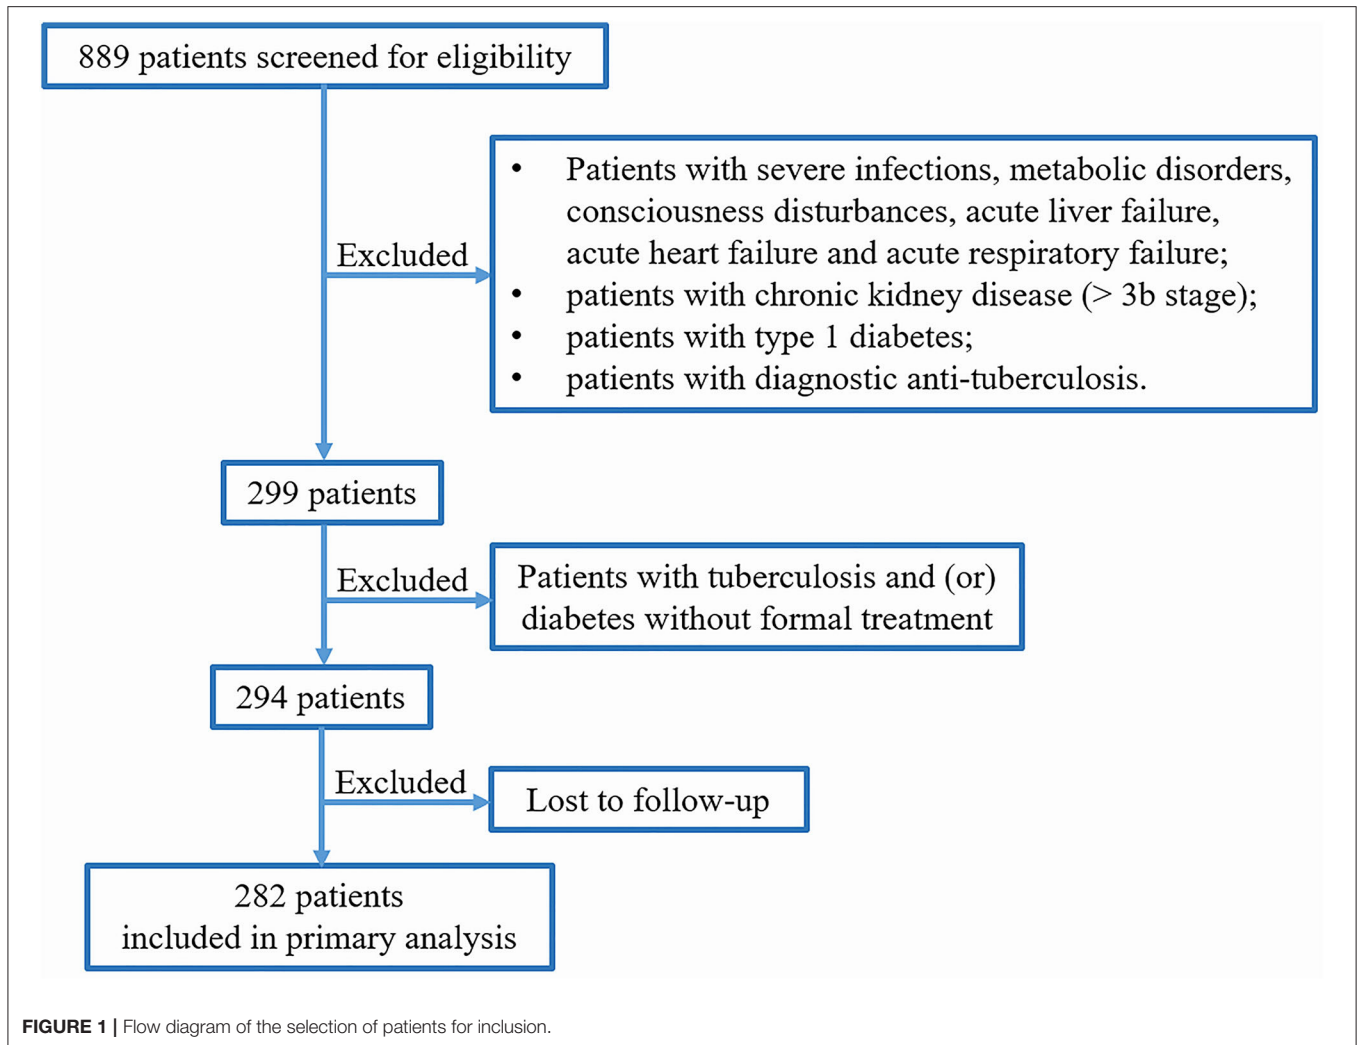 889 patients screened for eligibility
Excluded
• Patients with severe infections, metabolic disorders,
consciousness disturbances, acute liver failure,
acute heart failure and acute respiratory failure;
• patients with chronic kidney disease (> 3b stage);
• patients with type 1 diabetes;
• patients with diagnostic anti-tuberculosis.
299 patients
Excluded
Patients with tuberculosis and (or)
diabetes without formal treatment
294 patients
Excluded
Lost to follow-up
282 patients
included in primary analysis
FIGURE 1 | Flow diagram of the selection of patients for inclusion.